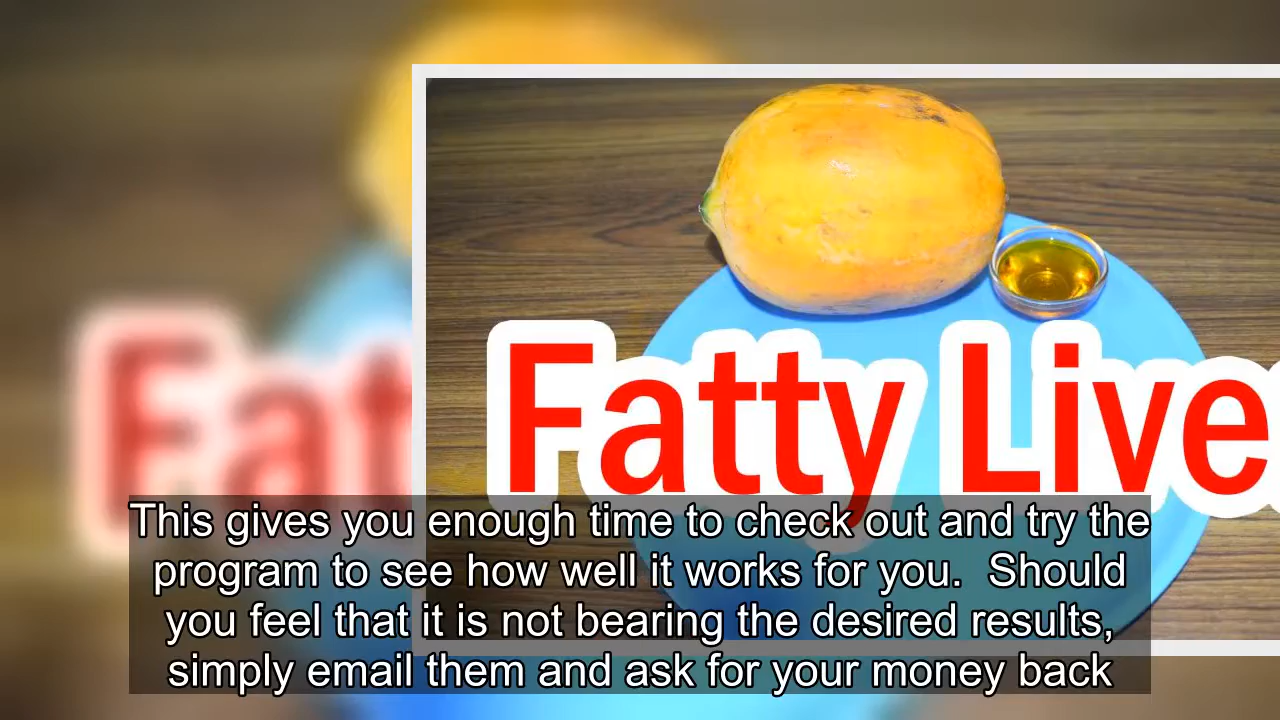 Fatty Live
This gives you enough time to check out and try the
program to see how well it works for you.  Should
you feel that it is not bearing the desired results,
simply email them and ask for your money back